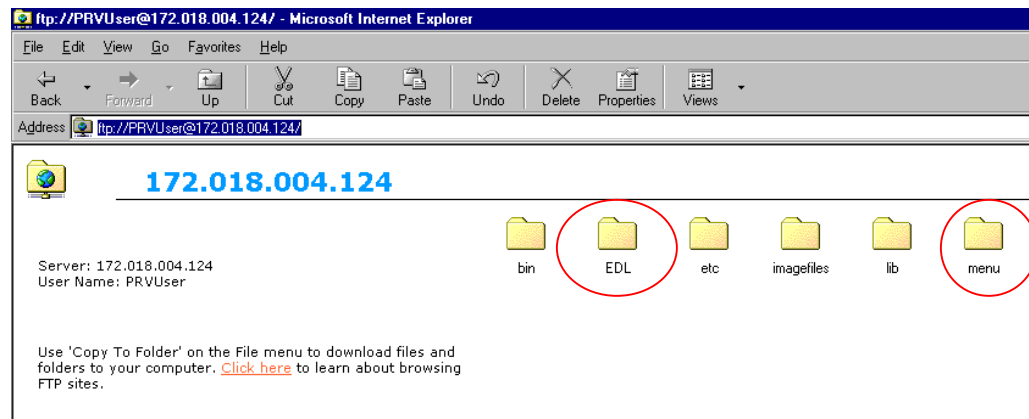 ftp://PRVUser@172.018.004.124/ - Microsoft Internet Explorer
File Edit View Go Favorites Help
Back Forward Up Cut Copy Paste Undo Delete Properties Views
Address ftp://PRVUser@172.018.004.124/
172.018.004.124
bin EDL etc imagefiles lib menu
Server: 172.018.004.124
User Name: PRVUser
Use 'Copy To Folder' on the File menu to download files and
folders to your computer. Click here to learn about browsing
FTP sites.